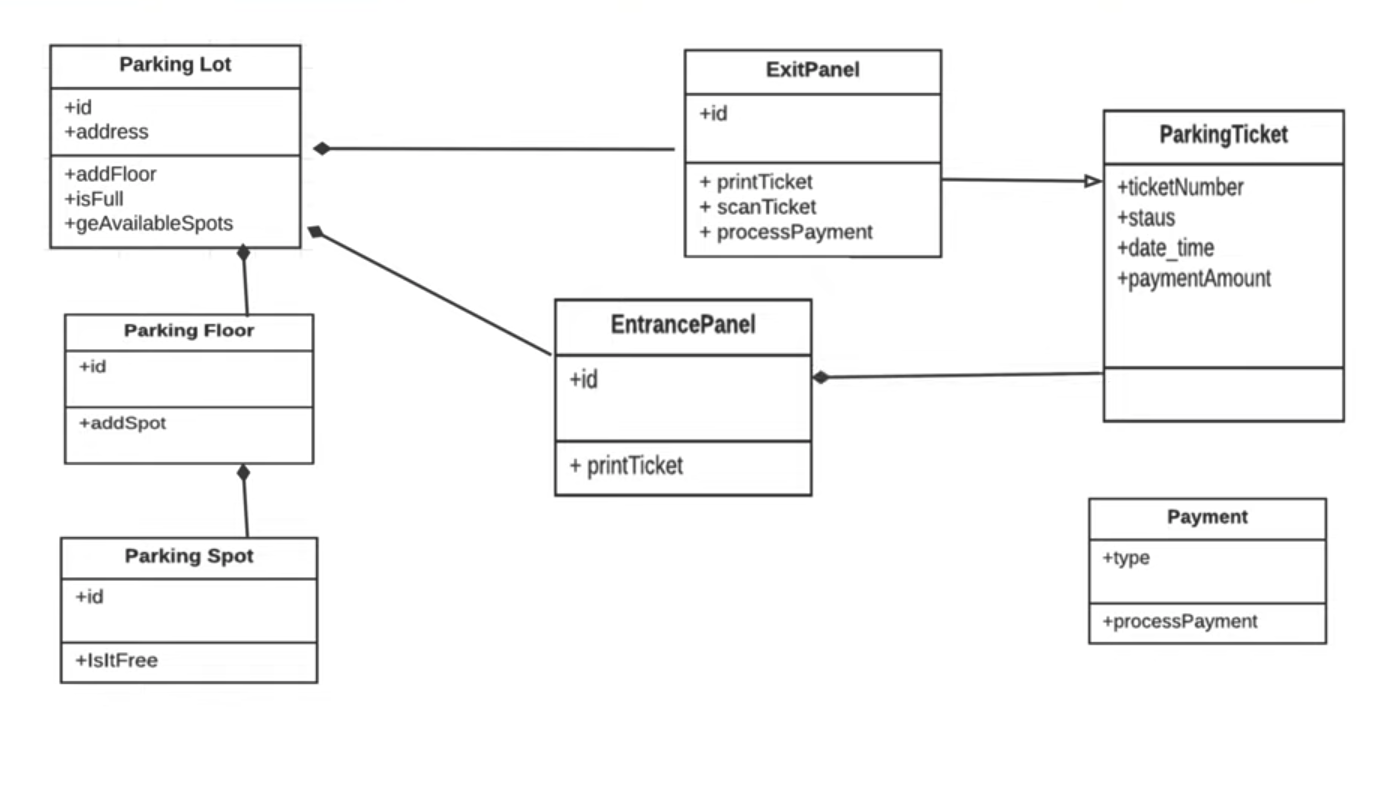 Parking Lot
+id
+address
+addFloor
+isFull
+geAvailableSpots
ExitPanel
+id
+ printTicket
+ scanTicket
+ processPayment
ParkingTicket
+ticketNumber
+staus
+date_time
+paymentAmount
Parking Floor
+id
+addSpot
EntrancePanel
+id
+ printTicket
Parking Spot
+id
+IsItFree
Payment
+type
+processPayment